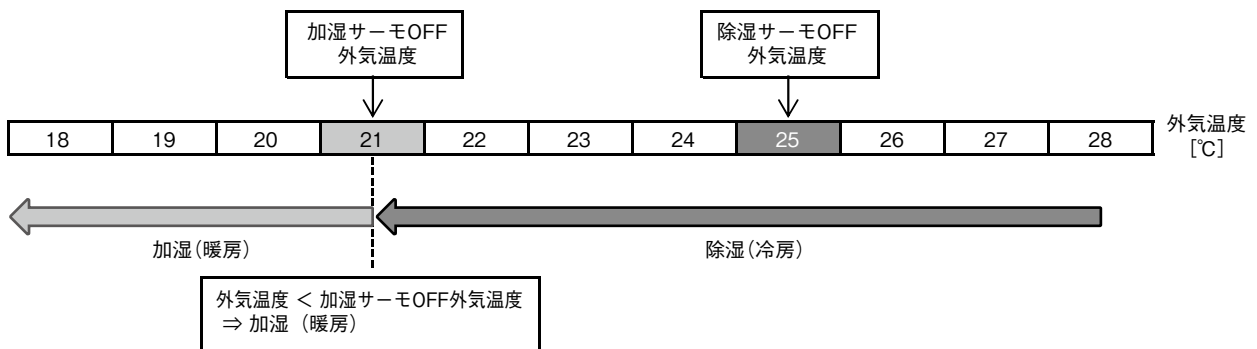 加湿サーモOFF
外気温度
除湿サーモOFF
外気温度
18 19 20 21 22 23 24 25 26 27 28
外気温度
[℃]
加湿(暖房)
除湿(冷房)
外気温度 < 加湿サーモOFF外気温度
⇒ 加湿（暖房）